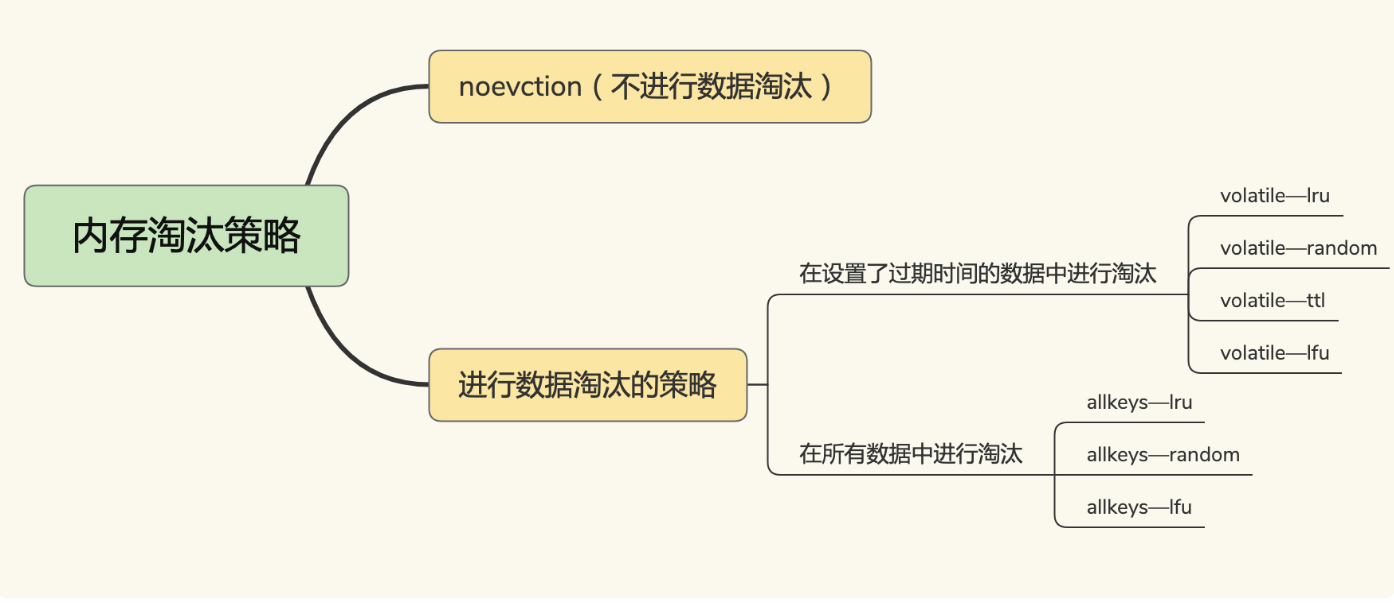 内存淘汰策略
noevction（不进行数据淘汰）
进行数据淘汰的策略
在设置了过期时间的数据中进行淘汰
volatile—lru
volatile—random
volatile—ttl
volatile—lfu
在所有数据中进行淘汰
allkeys—lru
allkeys—random
allkeys—lfu